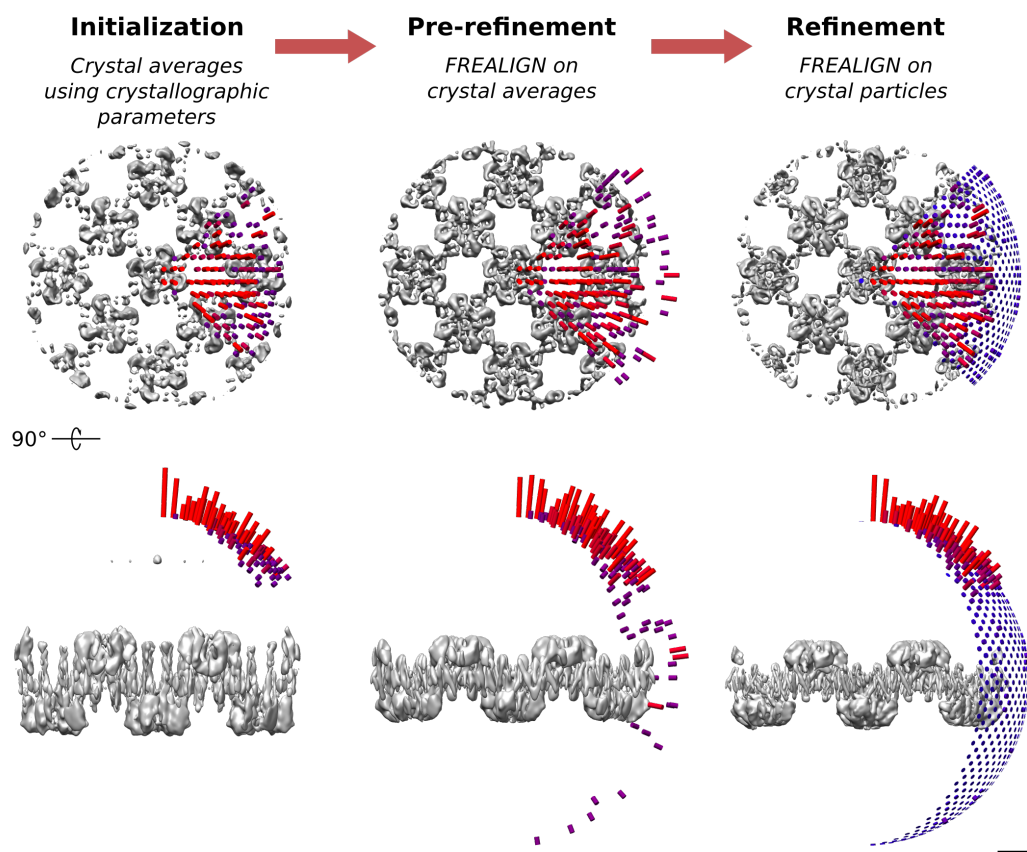 Initialization
Crystal averages
using crystallographic
parameters
Pre-refinement
FREALIGN on
crystal averages
Refinement
FREALIGN on
crystal particles
90°